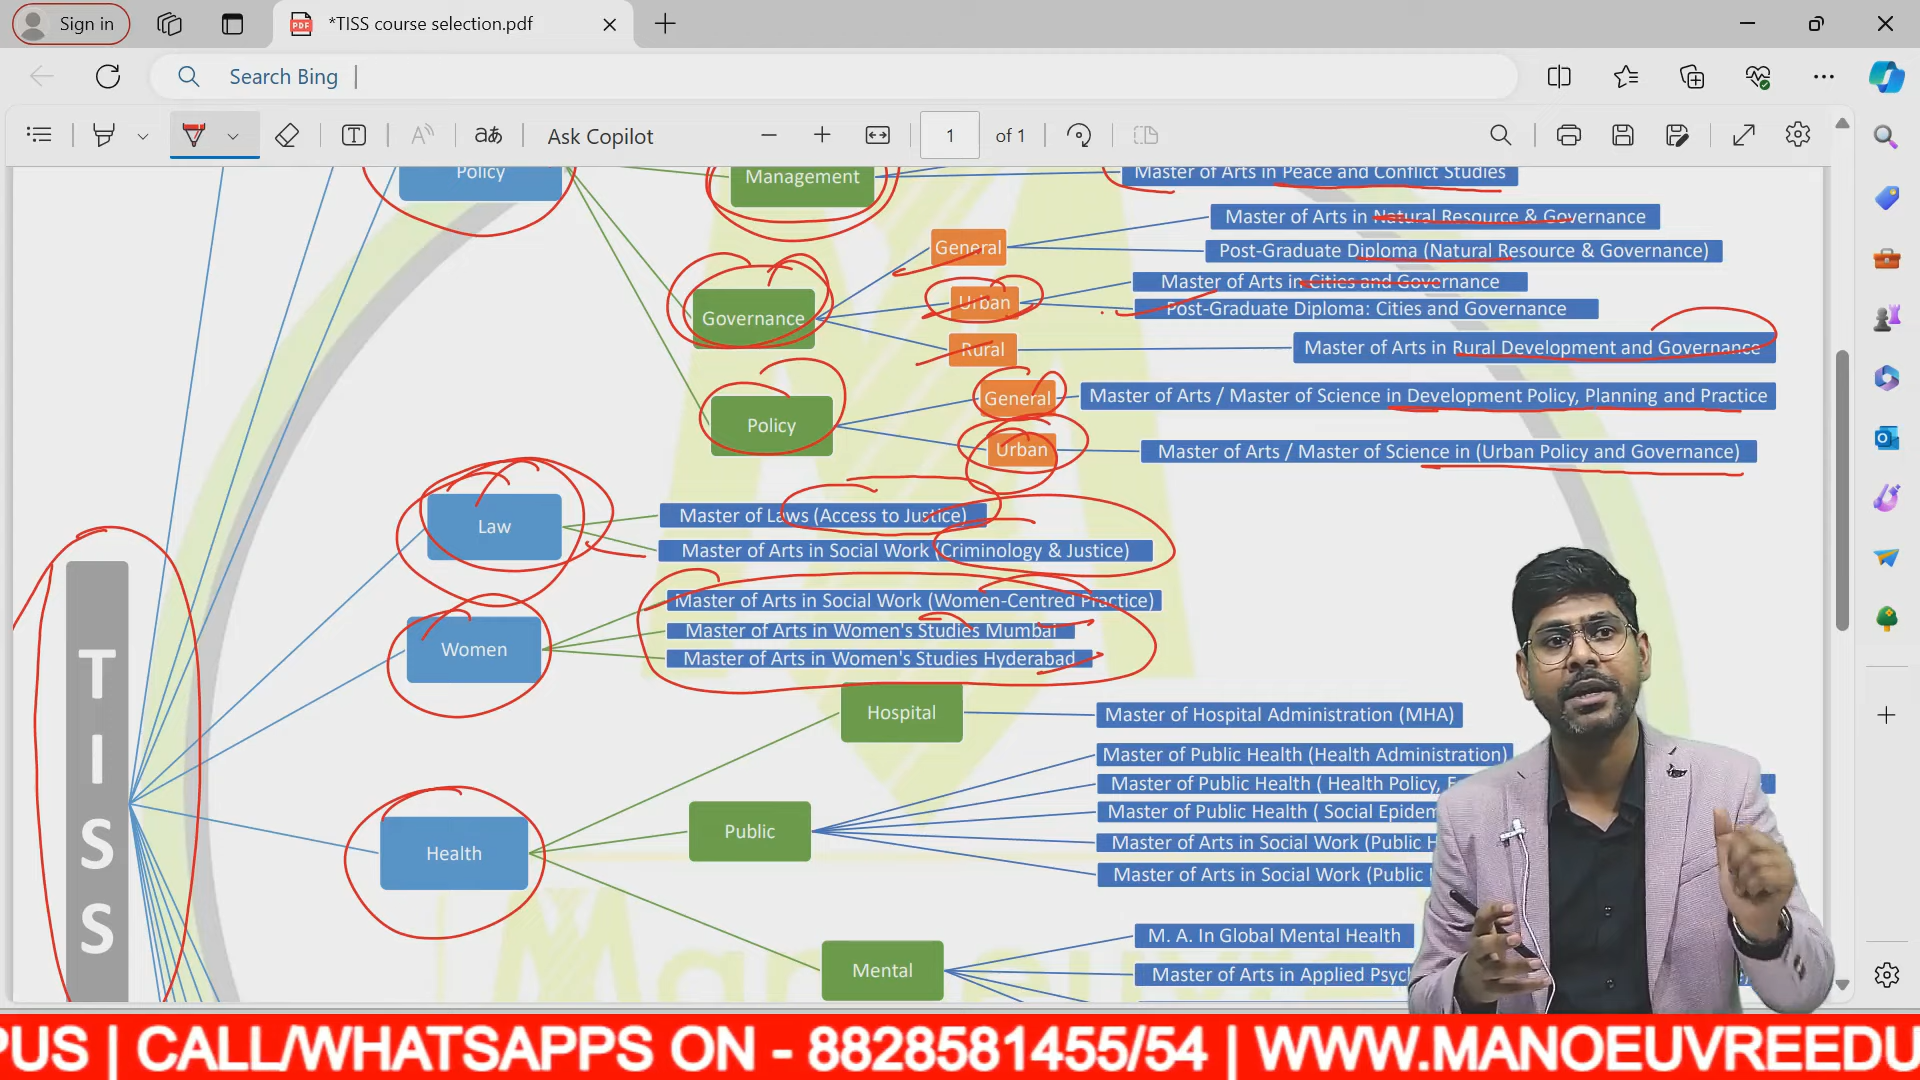 Sign in
*TISS course selection.pdf
Search Bing
Ask Copilot
1
of 1
Policy
Management
Master of Arts in Peace and Conflict Studies
Master of Arts in Natural Resource & Governance
General
Post-Graduate Diploma (Natural Resource & Governance)
Master of Arts in Cities and Governance
Urban
Post-Graduate Diploma: Cities and Governance
Governance
Rural
Master of Arts in Rural Development and Governance
General
Master of Arts / Master of Science in Development Policy, Planning and Practice
Policy
Urban
Master of Arts / Master of Science in (Urban Policy and Governance)
Law
Master of Laws (Access to Justice)
Master of Arts in Social Work (Criminology & Justice)
Women
Master of Arts in Social Work (Women-Centred Practice)
Master of Arts in Women's Studies Mumbai
Master of Arts in Women's Studies Hyderabad
TISS
Hospital
Master of Hospital Administration (MHA)
Health
Public
Master of Public Health (Health Administration)
Master of Public Health ( Health Policy,
Master of Public Health ( Social Epidem
Master of Arts in Social Work (Public H
Master of Arts in Social Work (Public
Mental
M. A. In Global Mental Health
Master of Arts in Applied Psyc
PUS | CALL/WHATSAPPS ON - 8828581455/54 | WWW.MANOEUVREEDU